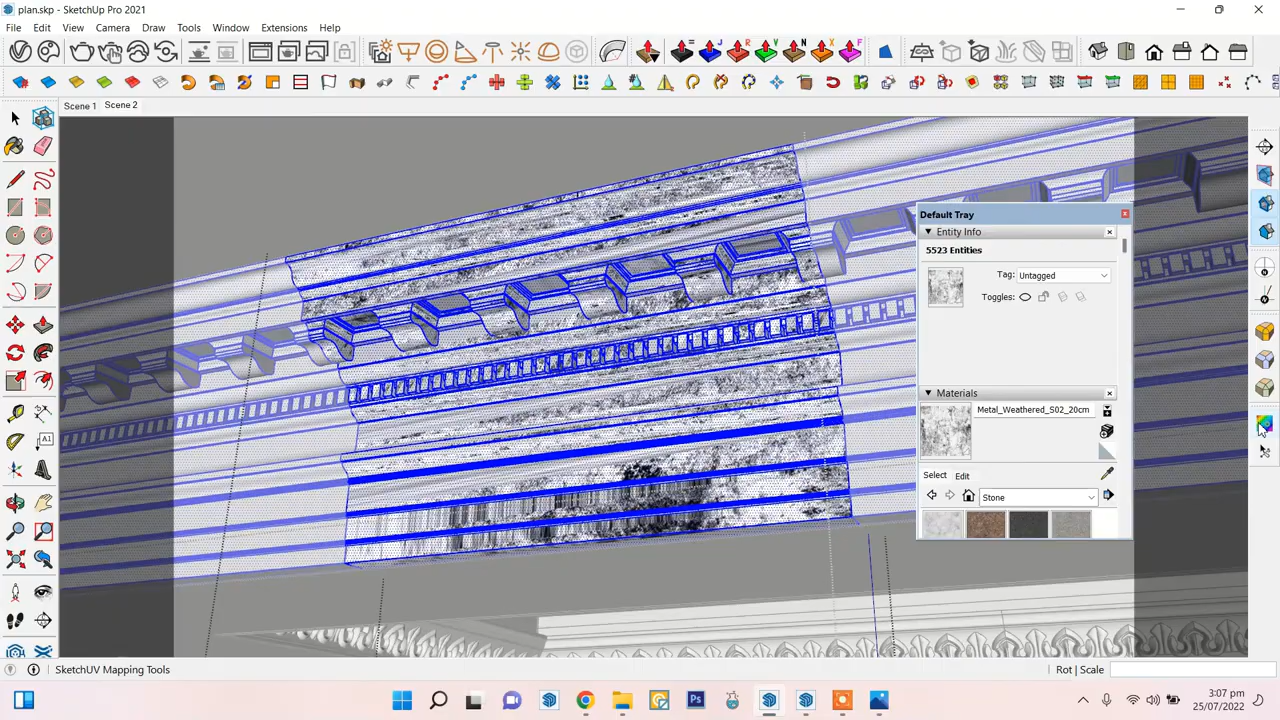 plan.skp - SketchUp Pro 2021
File Edit View Camera Draw Tools Window Extensions Help
Scene 1 Scene 2
Default Tray
Entity Info
5523 Entities
Tag: Untagged
Toggles:
Materials
Metal_Weathered_S02_20cm
Select Edit
Stone
A1
SketchUV Mapping Tools
Rot | Scale
Ps
3:07 pm
25/07/2022